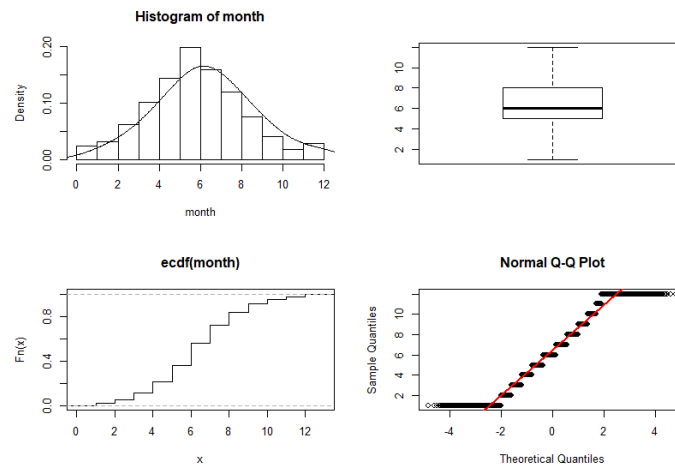 Histogram of month
Density
0.00 0.10 0.20
0 2 4 6 8 10 12
month
2 4 6 8 10
ecdf(month)
Fn(x)
0.0 0.4 0.8
0 2 4 6 8 10 12
x
Normal Q-Q Plot
Sample Quantiles
2 4 6 8 10
-4 -2 0 2 4
Theoretical Quantiles